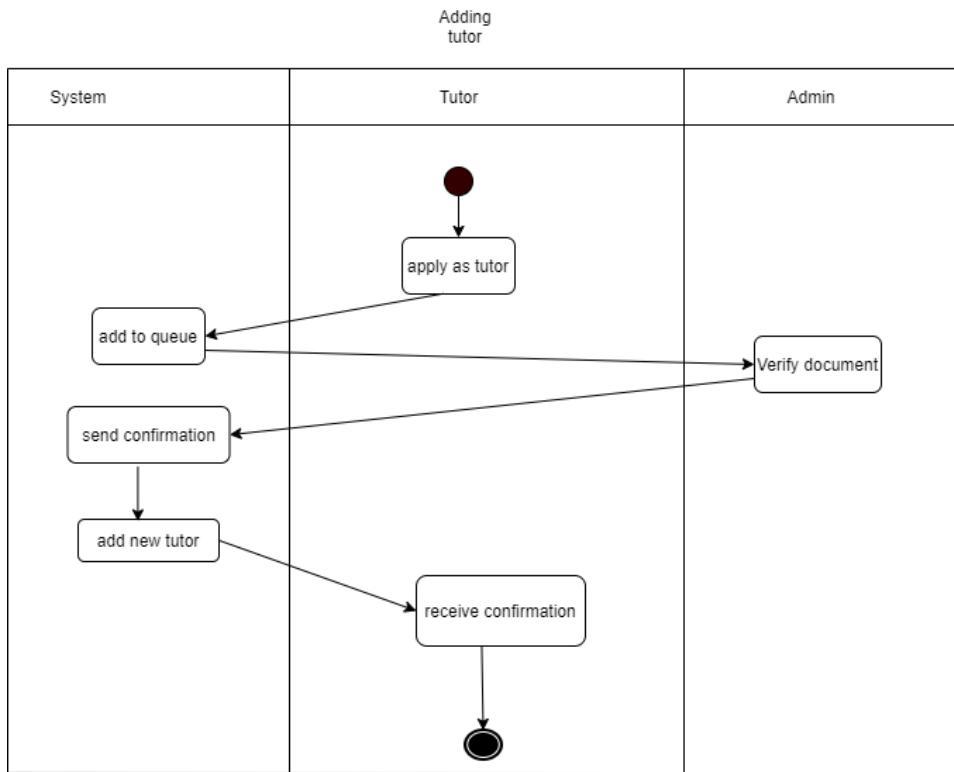 Adding
tutor
System
Tutor
Admin
apply as tutor
add to queue
Verify document
send confirmation
add new tutor
receive confirmation